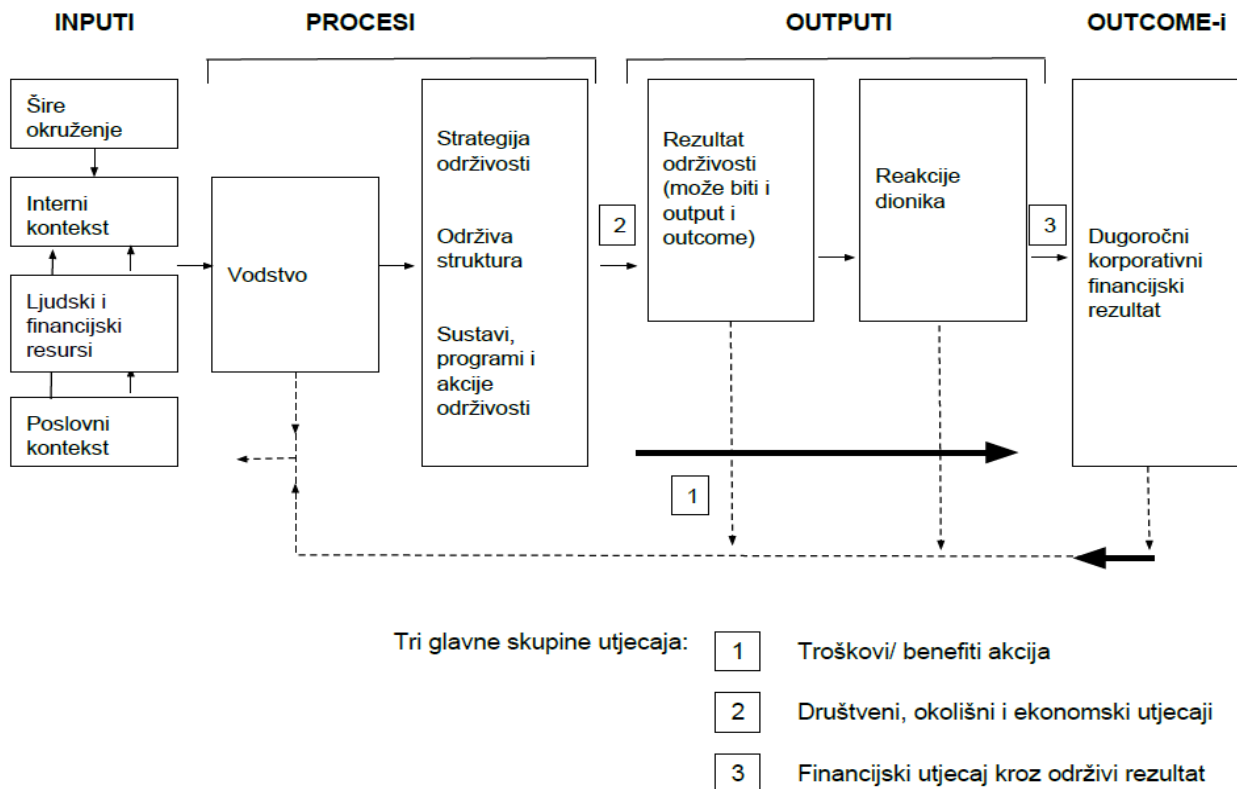 INPUTI
PROCESI
OUTPUTI
OUTCOME-i
Šire
okruženje
Interni
kontekst
Ljudski i
financijski
resursi
Poslovni
kontekst
Vodstvo
Strategija
održivosti
Održiva
struktura
Sustavi,
programi i
akcije
održivosti
2
Rezultat
održivosti
(može biti i
output i
outcome)
Reakcije
dionika
3
Dugoročni
korporativni
financijski
rezultat
1
Tri glavne skupine utjecaja:
1 Troškovi/ benefiti akcija
2 Društveni, okolišni i ekonomski utjecaji
3 Financijski utjecaj kroz održivi rezultat